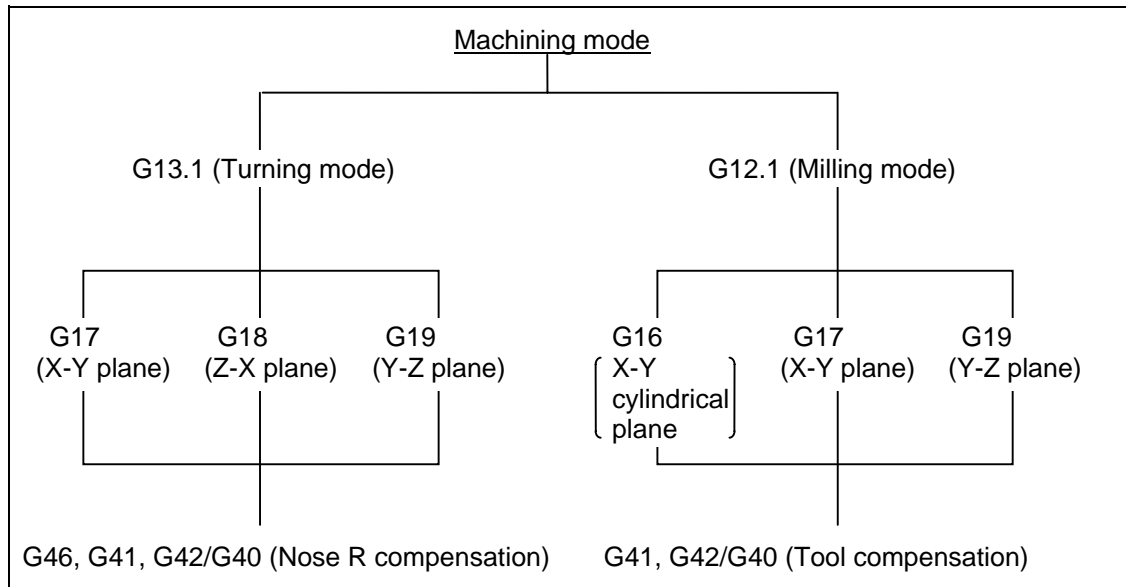 Machining mode
G13.1 (Turning mode)
G12.1 (Milling mode)
G17
(X-Y plane)
G18
(Z-X plane)
G19
(Y-Z plane)
G16
X-Y
cylindrical
plane
G17
(X-Y plane)
G19
(Y-Z plane)
G46, G41, G42/G40 (Nose R compensation)
G41, G42/G40 (Tool compensation)